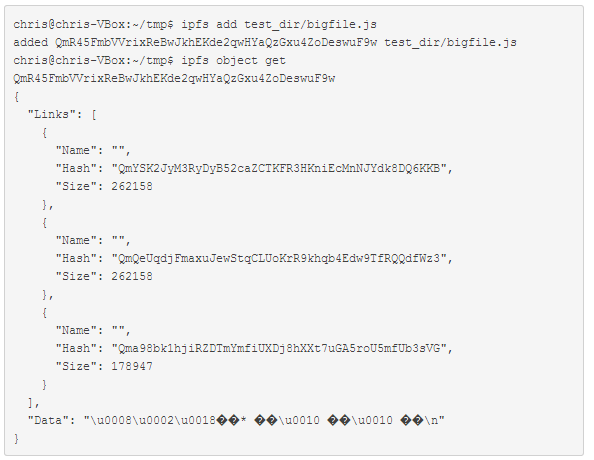 chris@chris-VBox:~/tmp$ ipfs add test_dir/bigfile.js
added QmR45FmbVVrixReBwJkhEKde2qwHYaQzGxu4ZoDeswuF9w test_dir/bigfile.js
chris@chris-VBox:~/tmp$ ipfs object get
QmR45FmbVVrixReBwJkhEKde2qwHYaQzGxu4ZoDeswuF9w
{
  "Links": [
    {
      "Name": "",
      "Hash": "QmYSK2JyM3RyDyB52caZCTKFR3HKniEcMnNJYdk8DQ6KKB",
      "Size": 262158
    },
    {
      "Name": "",
      "Hash": "QmQeUqdjFmaxuJewStqCLUoKrR9khqb4Edw9TfRQQdfWz3",
      "Size": 262158
    },
    {
      "Name": "",
      "Hash": "Qma98bk1hjiRZDTmYmfiUXDj8hXXt7uGA5roU5mfUb3sVG",
      "Size": 178947
    }
  ],
  "Data": "\u0008\u0002\u0018��* ��\u0010 ��\u0010 ��\n"
}